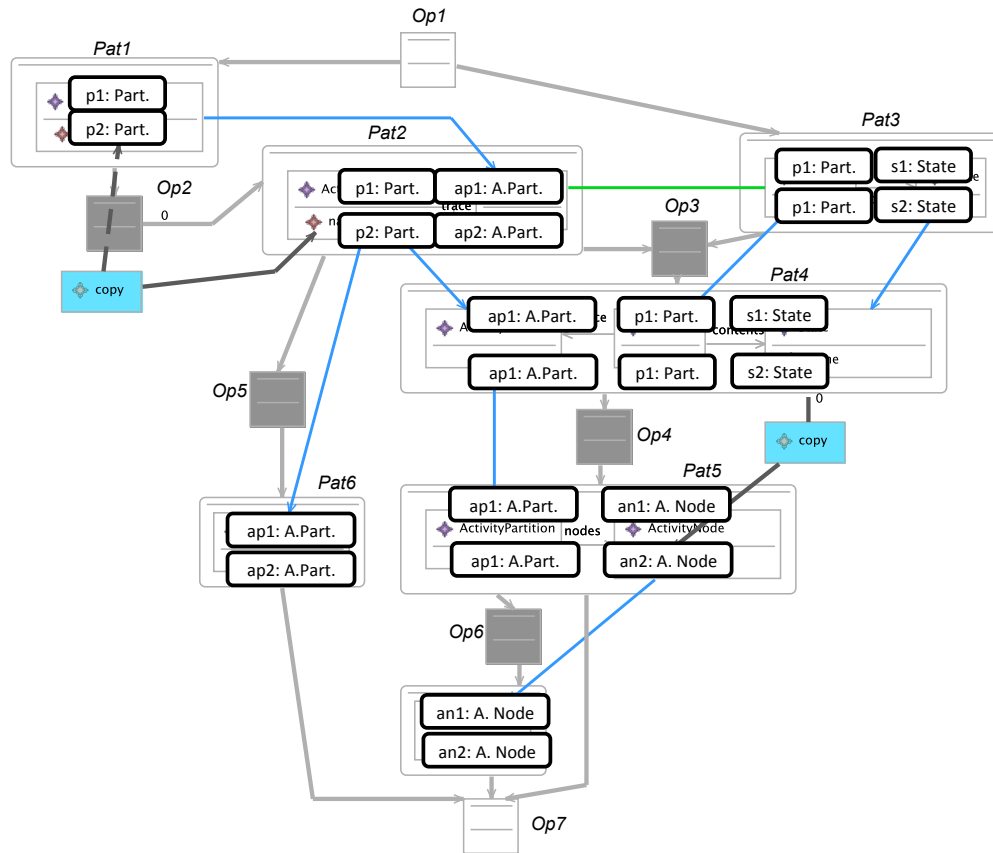 Op1
Pat1
p1: Part.
p2: Part.
Pat2
Pat3
p1: Part.
s1: State
p1: Part.
s2: State
Op2
0
Act
p1: Part.
ap1: A.Part.
trace
p2: Part.
ap2: A.Part.
Op3
copy
Pat4
ap1: A.Part.
p1: Part.
s1: State
contents
ap1: A.Part.
p1: Part.
s2: State
0
Op5
Op4
copy
Pat6
Pat5
ap1: A.Part.
an1: A. Node
ActivityPartition
nodes
ActivityNode
ap1: A.Part.
an2: A. Node
ap1: A.Part.
ap2: A.Part.
Op6
an1: A. Node
an2: A. Node
Op7